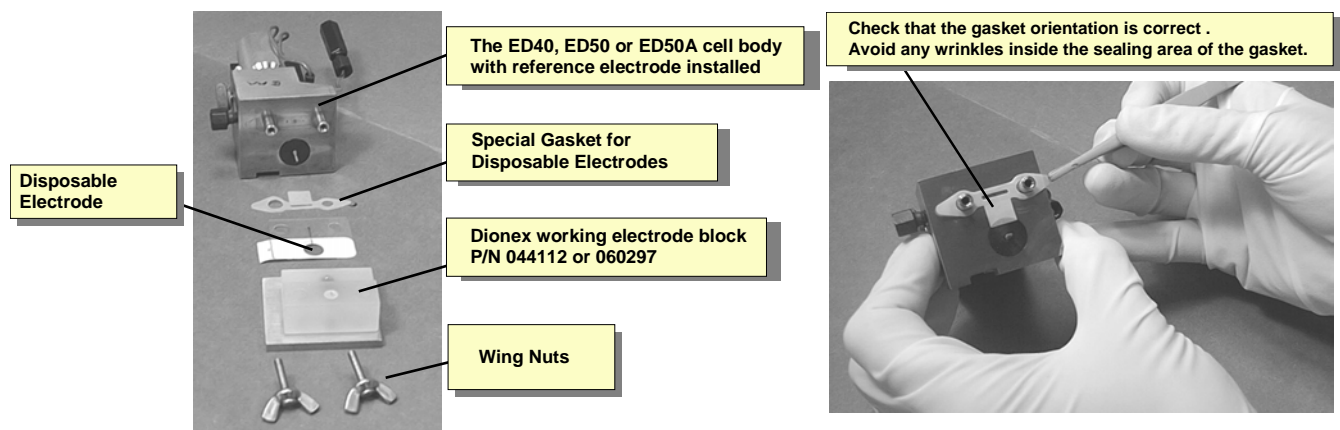 The ED40, ED50 or ED50A cell body
with reference electrode installed
Special Gasket for
Disposable Electrodes
Disposable
Electrode
Dionex working electrode block
P/N 044112 or 060297
Wing Nuts
Check that the gasket orientation is correct .
Avoid any wrinkles inside the sealing area of the gasket.